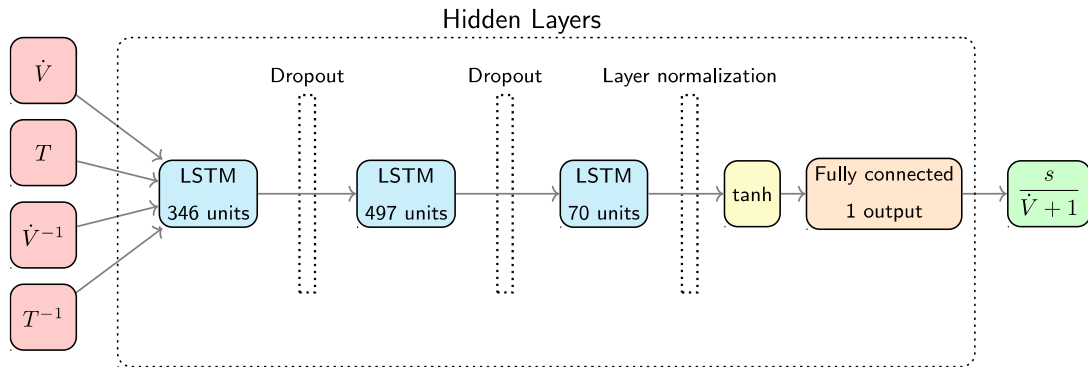 Hidden Layers
Dropout
Dropout
Layer normalization
V̇
T
V̇⁻¹
T⁻¹
LSTM
346 units
LSTM
497 units
LSTM
70 units
tanh
Fully connected
1 output
s
V̇ + 1